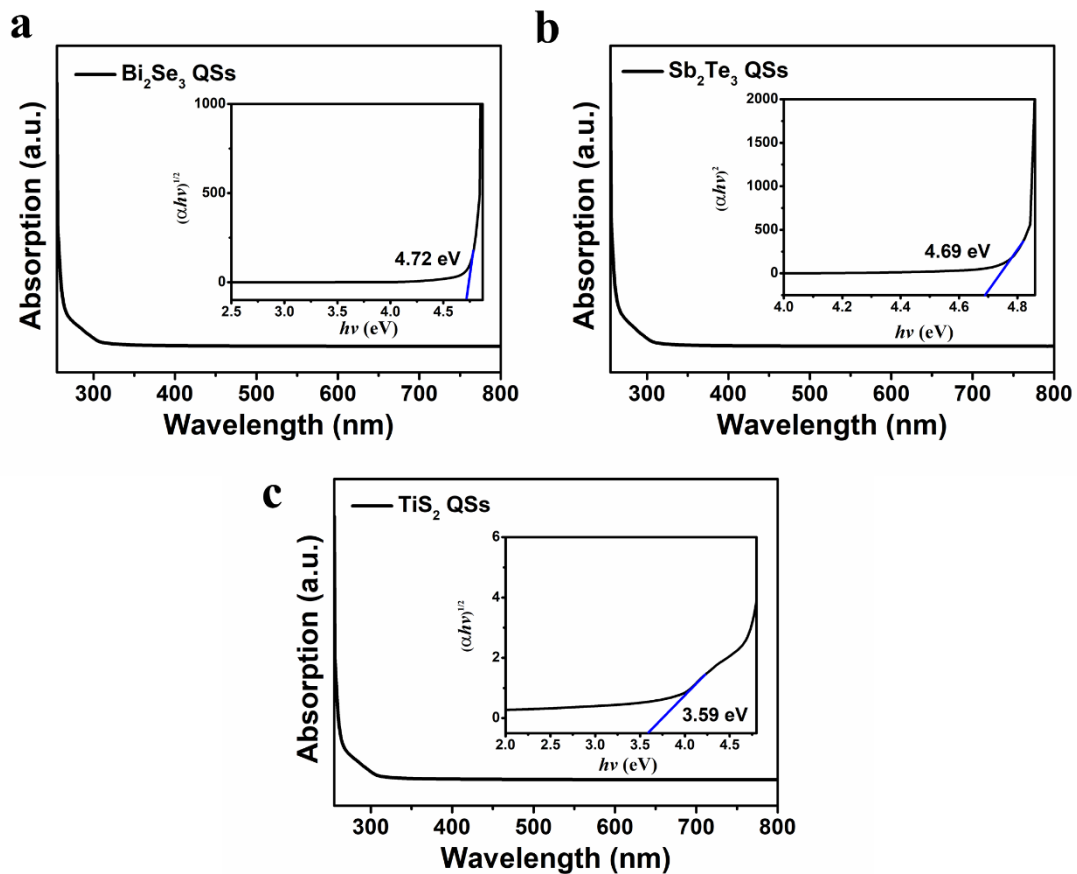 a
Bi₂Se₃ QSs
Absorption (a.u.)
(αhν)¹/²
1000
500
0
4.72 eV
2.5 3.0 3.5 4.0 4.5
hν (eV)
300 400 500 600 700 800
Wavelength (nm)
b
Sb₂Te₃ QSs
Absorption (a.u.)
(αhν)²
2000
1750
1500
1250
1000
750
500
250
0
4.69 eV
4.0 4.2 4.4 4.6 4.8
hν (eV)
300 400 500 600 700 800
Wavelength (nm)
c
TiS₂ QSs
Absorption (a.u.)
(αhν)¹/²
6
4
2
0
3.59 eV
2.0 2.5 3.0 3.5 4.0 4.5
hν (eV)
300 400 500 600 700 800
Wavelength (nm)